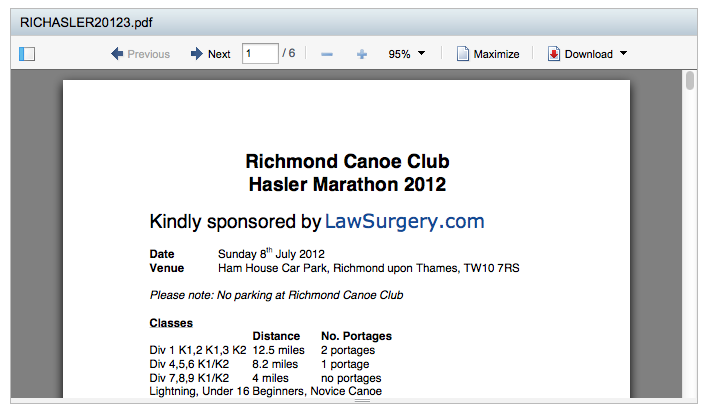 RICHASLER20123.pdf
Previous Next 1 / 6 95% Maximize Download
Richmond Canoe Club
Hasler Marathon 2012
Kindly sponsored by LawSurgery.com
Date Sunday 8th July 2012
Venue Ham House Car Park, Richmond upon Thames, TW10 7RS
Please note: No parking at Richmond Canoe Club
Classes
Distance No. Portages
Div 1 K1,2 K1,3 K2 12.5 miles 2 portages
Div 4,5,6 K1/K2 8.2 miles 1 portage
Div 7,8,9 K1/K2 4 miles no portages
Lightning, Under 16 Beginners, Novice Canoe